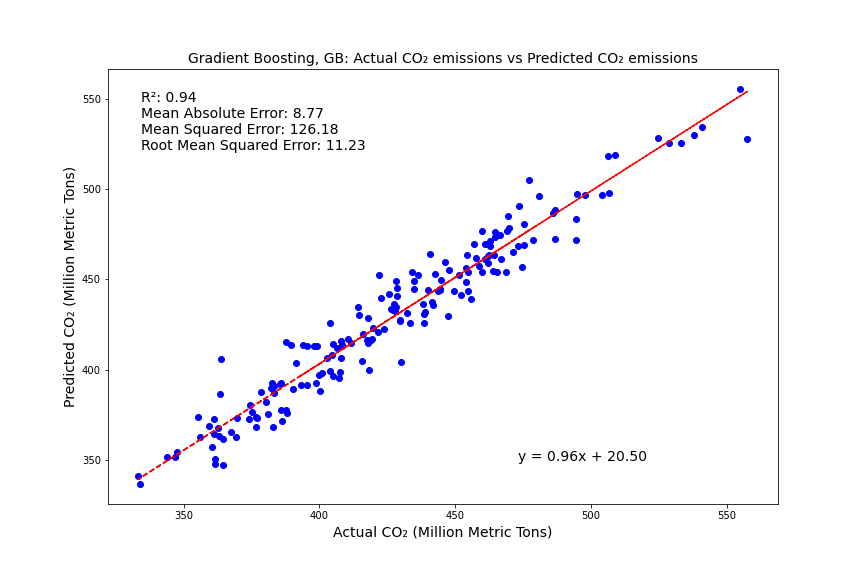 Gradient Boosting, GB: Actual CO₂ emissions vs Predicted CO₂ emissions
R²: 0.94
Mean Absolute Error: 8.77
Mean Squared Error: 126.18
Root Mean Squared Error: 11.23
Predicted CO₂ (Million Metric Tons)
550
500
450
400
350
y = 0.96x + 20.50
350 400 450 500 550
Actual CO₂ (Million Metric Tons)